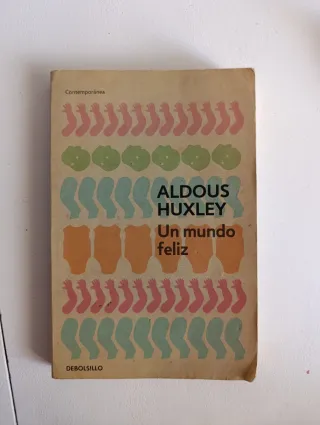 Contemporánea
ALDOUS
HUXLEY
Un mundo
feliz
DEBOLSILLO